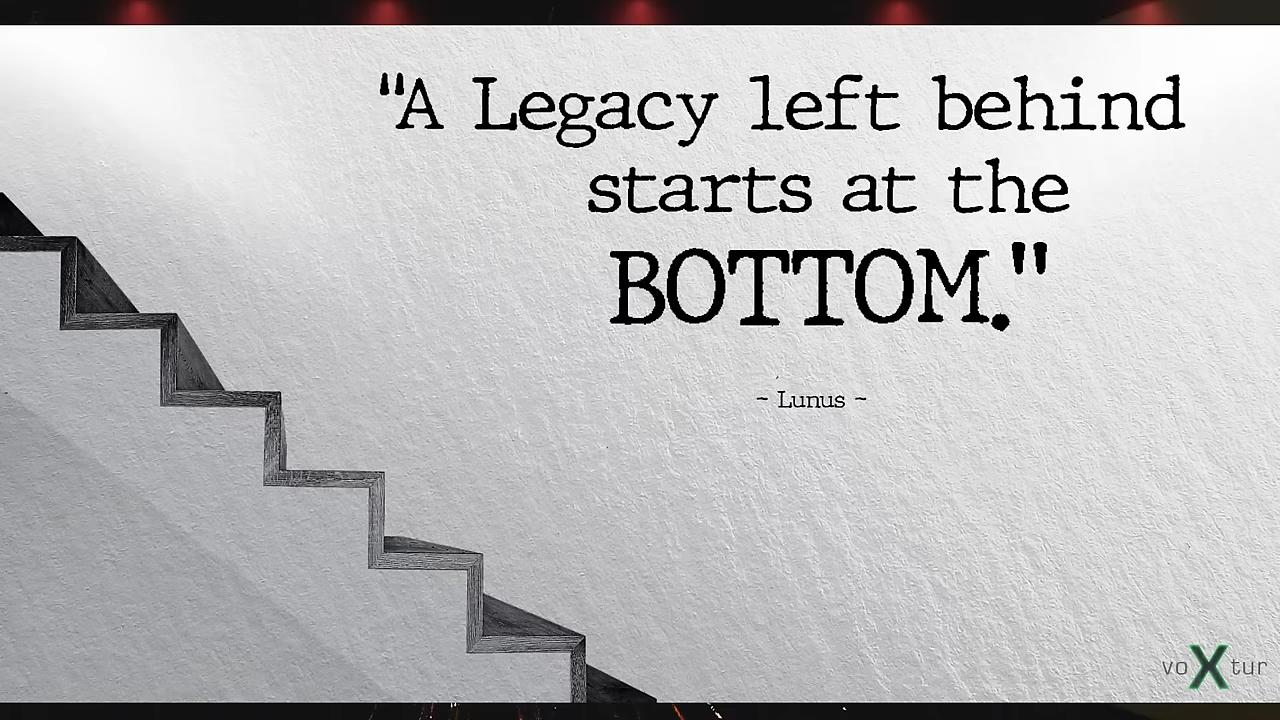 "A Legacy left behind
starts at the
BOTTOM."
~ Lunus ~
voXtur